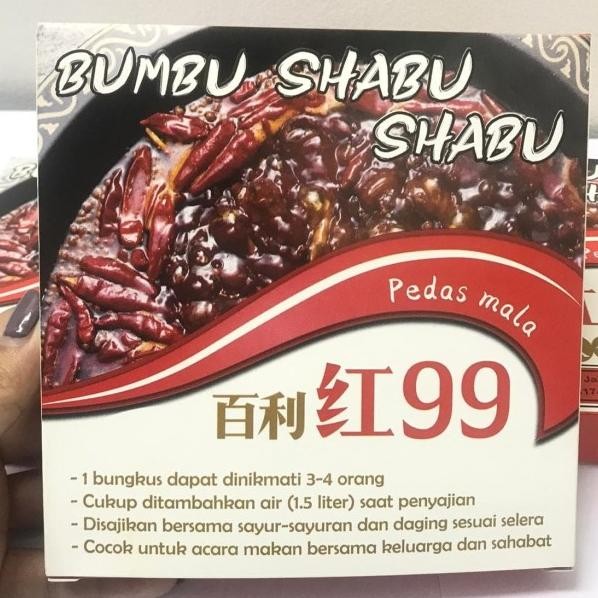 BUMBU SHABU
SHABU
Pedas mala
百利 红99
- 1 bungkus dapat dinikmati 3-4 orang
- Cukup ditambahkan air (1.5 liter) saat penyajian
- Disajikan bersama sayur-sayuran dan daging sesuai selera
- Cocok untuk acara makan bersama keluarga dan sahabat